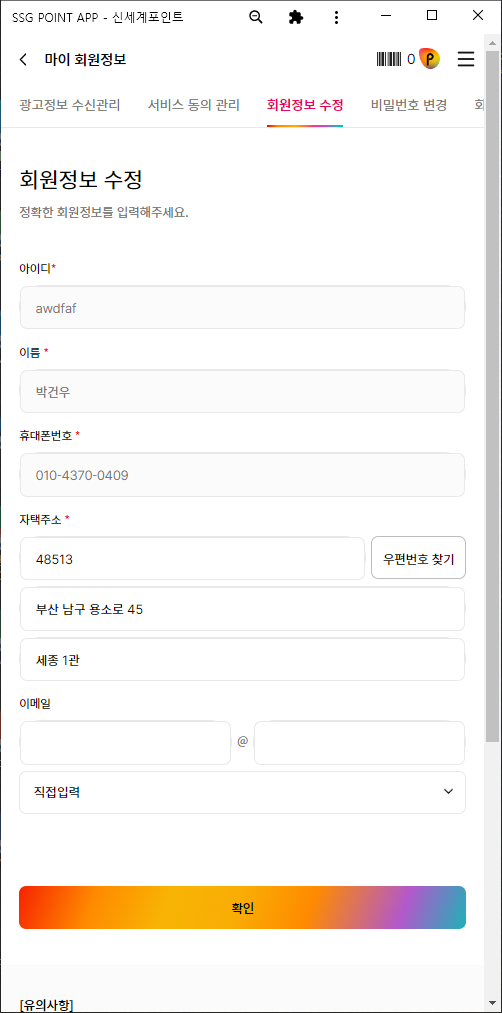 SSG POINT APP - 신세계포인트
마이 회원정보
0
광고정보 수신관리 서비스 동의 관리 회원정보 수정 비밀번호 변경 회
회원정보 수정
정확한 회원정보를 입력해주세요.
아이디*
awdfaf
이름 *
박건우
휴대폰번호 *
010-4370-0409
자택주소 *
48513 우편번호 찾기
부산 남구 용소로 45
세종 1관
이메일
@
직접입력
확인
[유의사항]